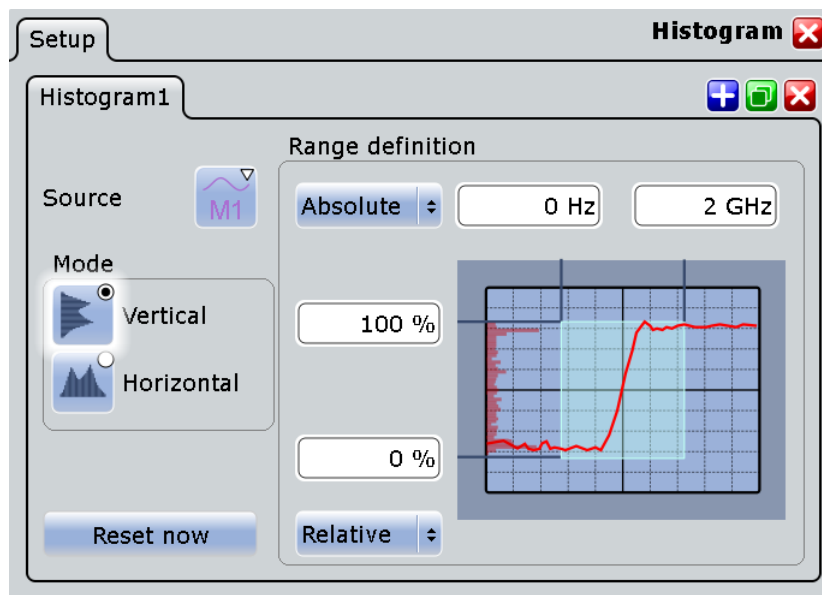 Setup
Histogram
Histogram1
Range definition
Source
M1
Absolute
0 Hz
2 GHz
Mode
Vertical
Horizontal
100 %
0 %
Reset now
Relative